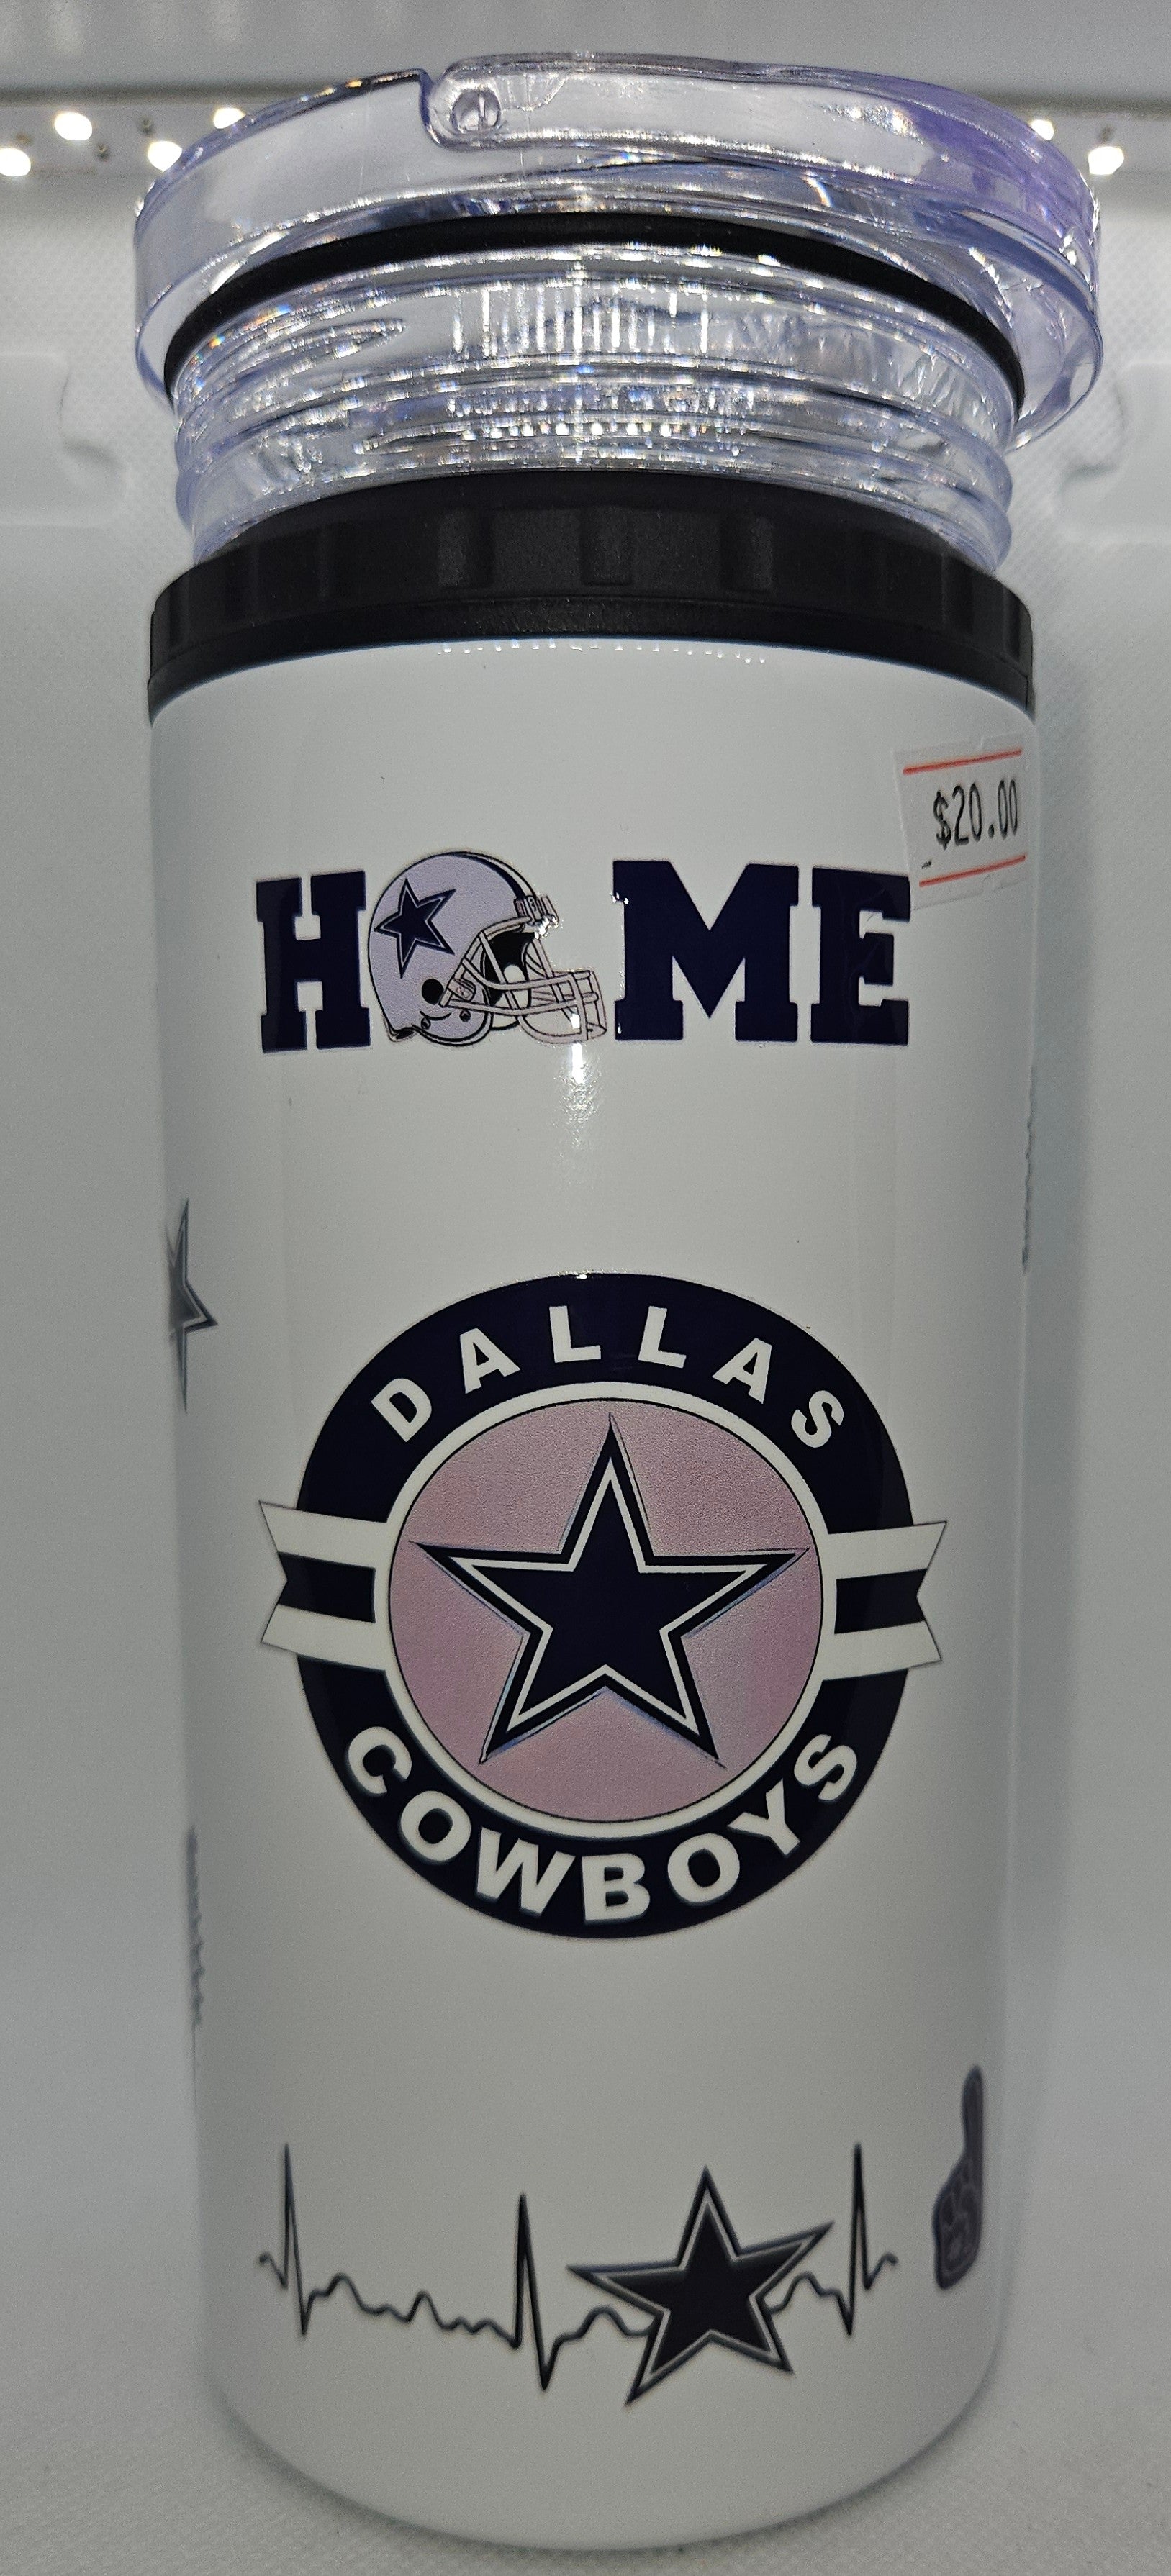 $20.00
HOME
DALLAS
COWBOYS